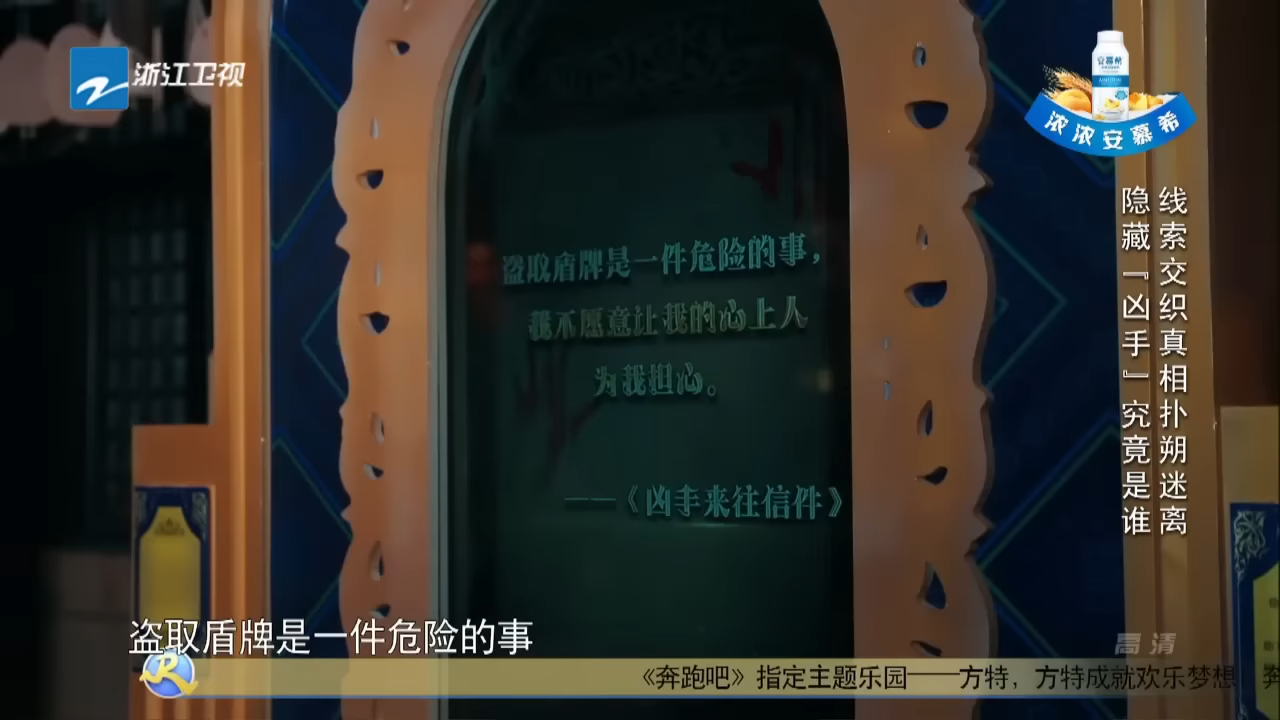 浙江卫视
安慕希
浓浓安慕希
线索交织真相扑朔迷离
隐藏『凶手』究竟是谁
盗取盾牌是一件危险的事，
我不愿意让我的心上人
为我担心。
——《凶手来往信件》
盗取盾牌是一件危险的事
高清
R
《奔跑吧》指定主题乐园——方特，方特成就欢乐梦想 奔